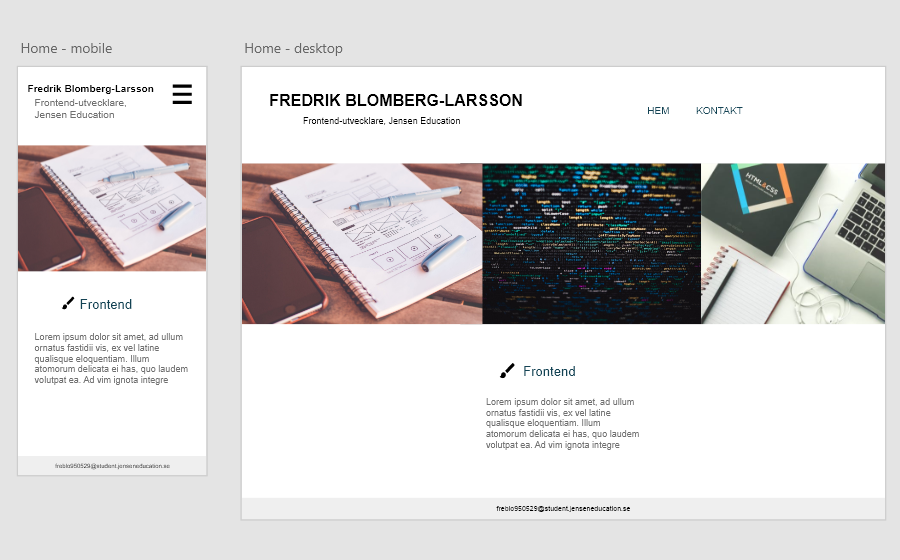 Home - mobile
Fredrik Blomberg-Larsson
Frontend-utvecklare,
Jensen Education
Frontend
Lorem ipsum dolor sit amet, ad ullum
ornatus fastidii vis, ex vel latine
qualisque eloquentiam. Illum
atomorum delicata ei has, quo laudem
volutpat ea. Ad vim ignota integre
freblo950529@student.jenseneducation.se
Home - desktop
FREDRIK BLOMBERG-LARSSON
Frontend-utvecklare, Jensen Education
HEM KONTAKT
HTML&CSS
Frontend
Lorem ipsum dolor sit amet, ad ullum
ornatus fastidii vis, ex vel latine
qualisque eloquentiam. Illum
atomorum delicata ei has, quo laudem
volutpat ea. Ad vim ignota integre
freblo950529@student.jenseneducation.se